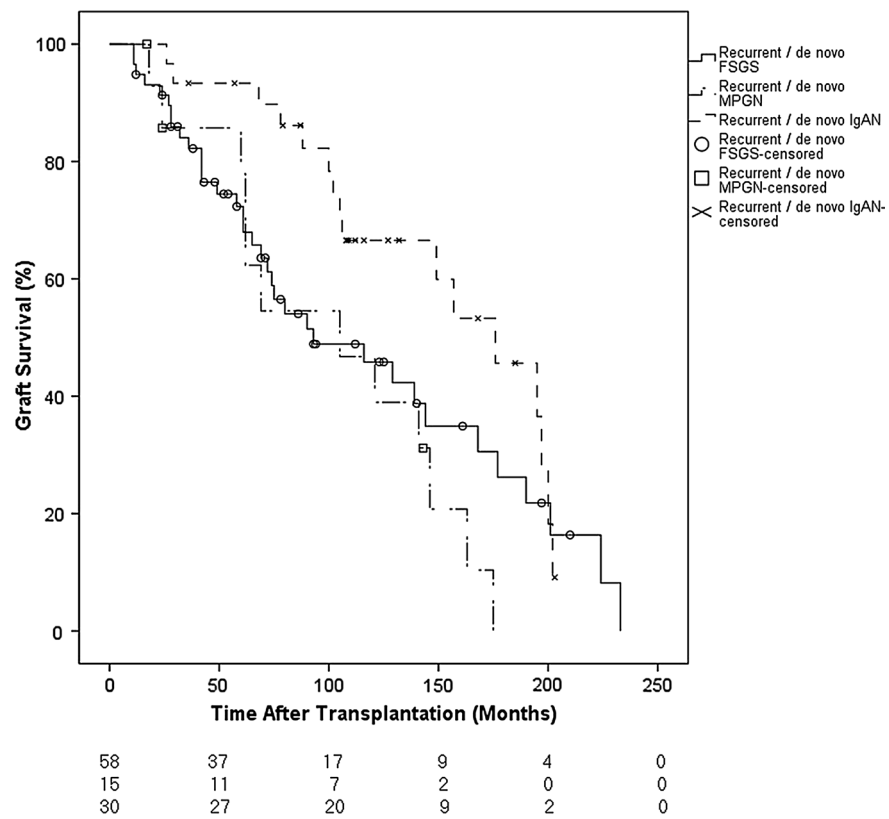 100
80
60
40
20
0
Graft Survival (%)
0 50 100 150 200 250
Time After Transplantation (Months)
Recurrent / de novo
FSGS
Recurrent / de novo
MPGN
Recurrent / de novo IgAN
Recurrent / de novo
FSGS-censored
Recurrent / de novo
MPGN-censored
Recurrent / de novo IgAN-
censored
58 37 17 9 4 0
15 11 7 2 0 0
30 27 20 9 2 0